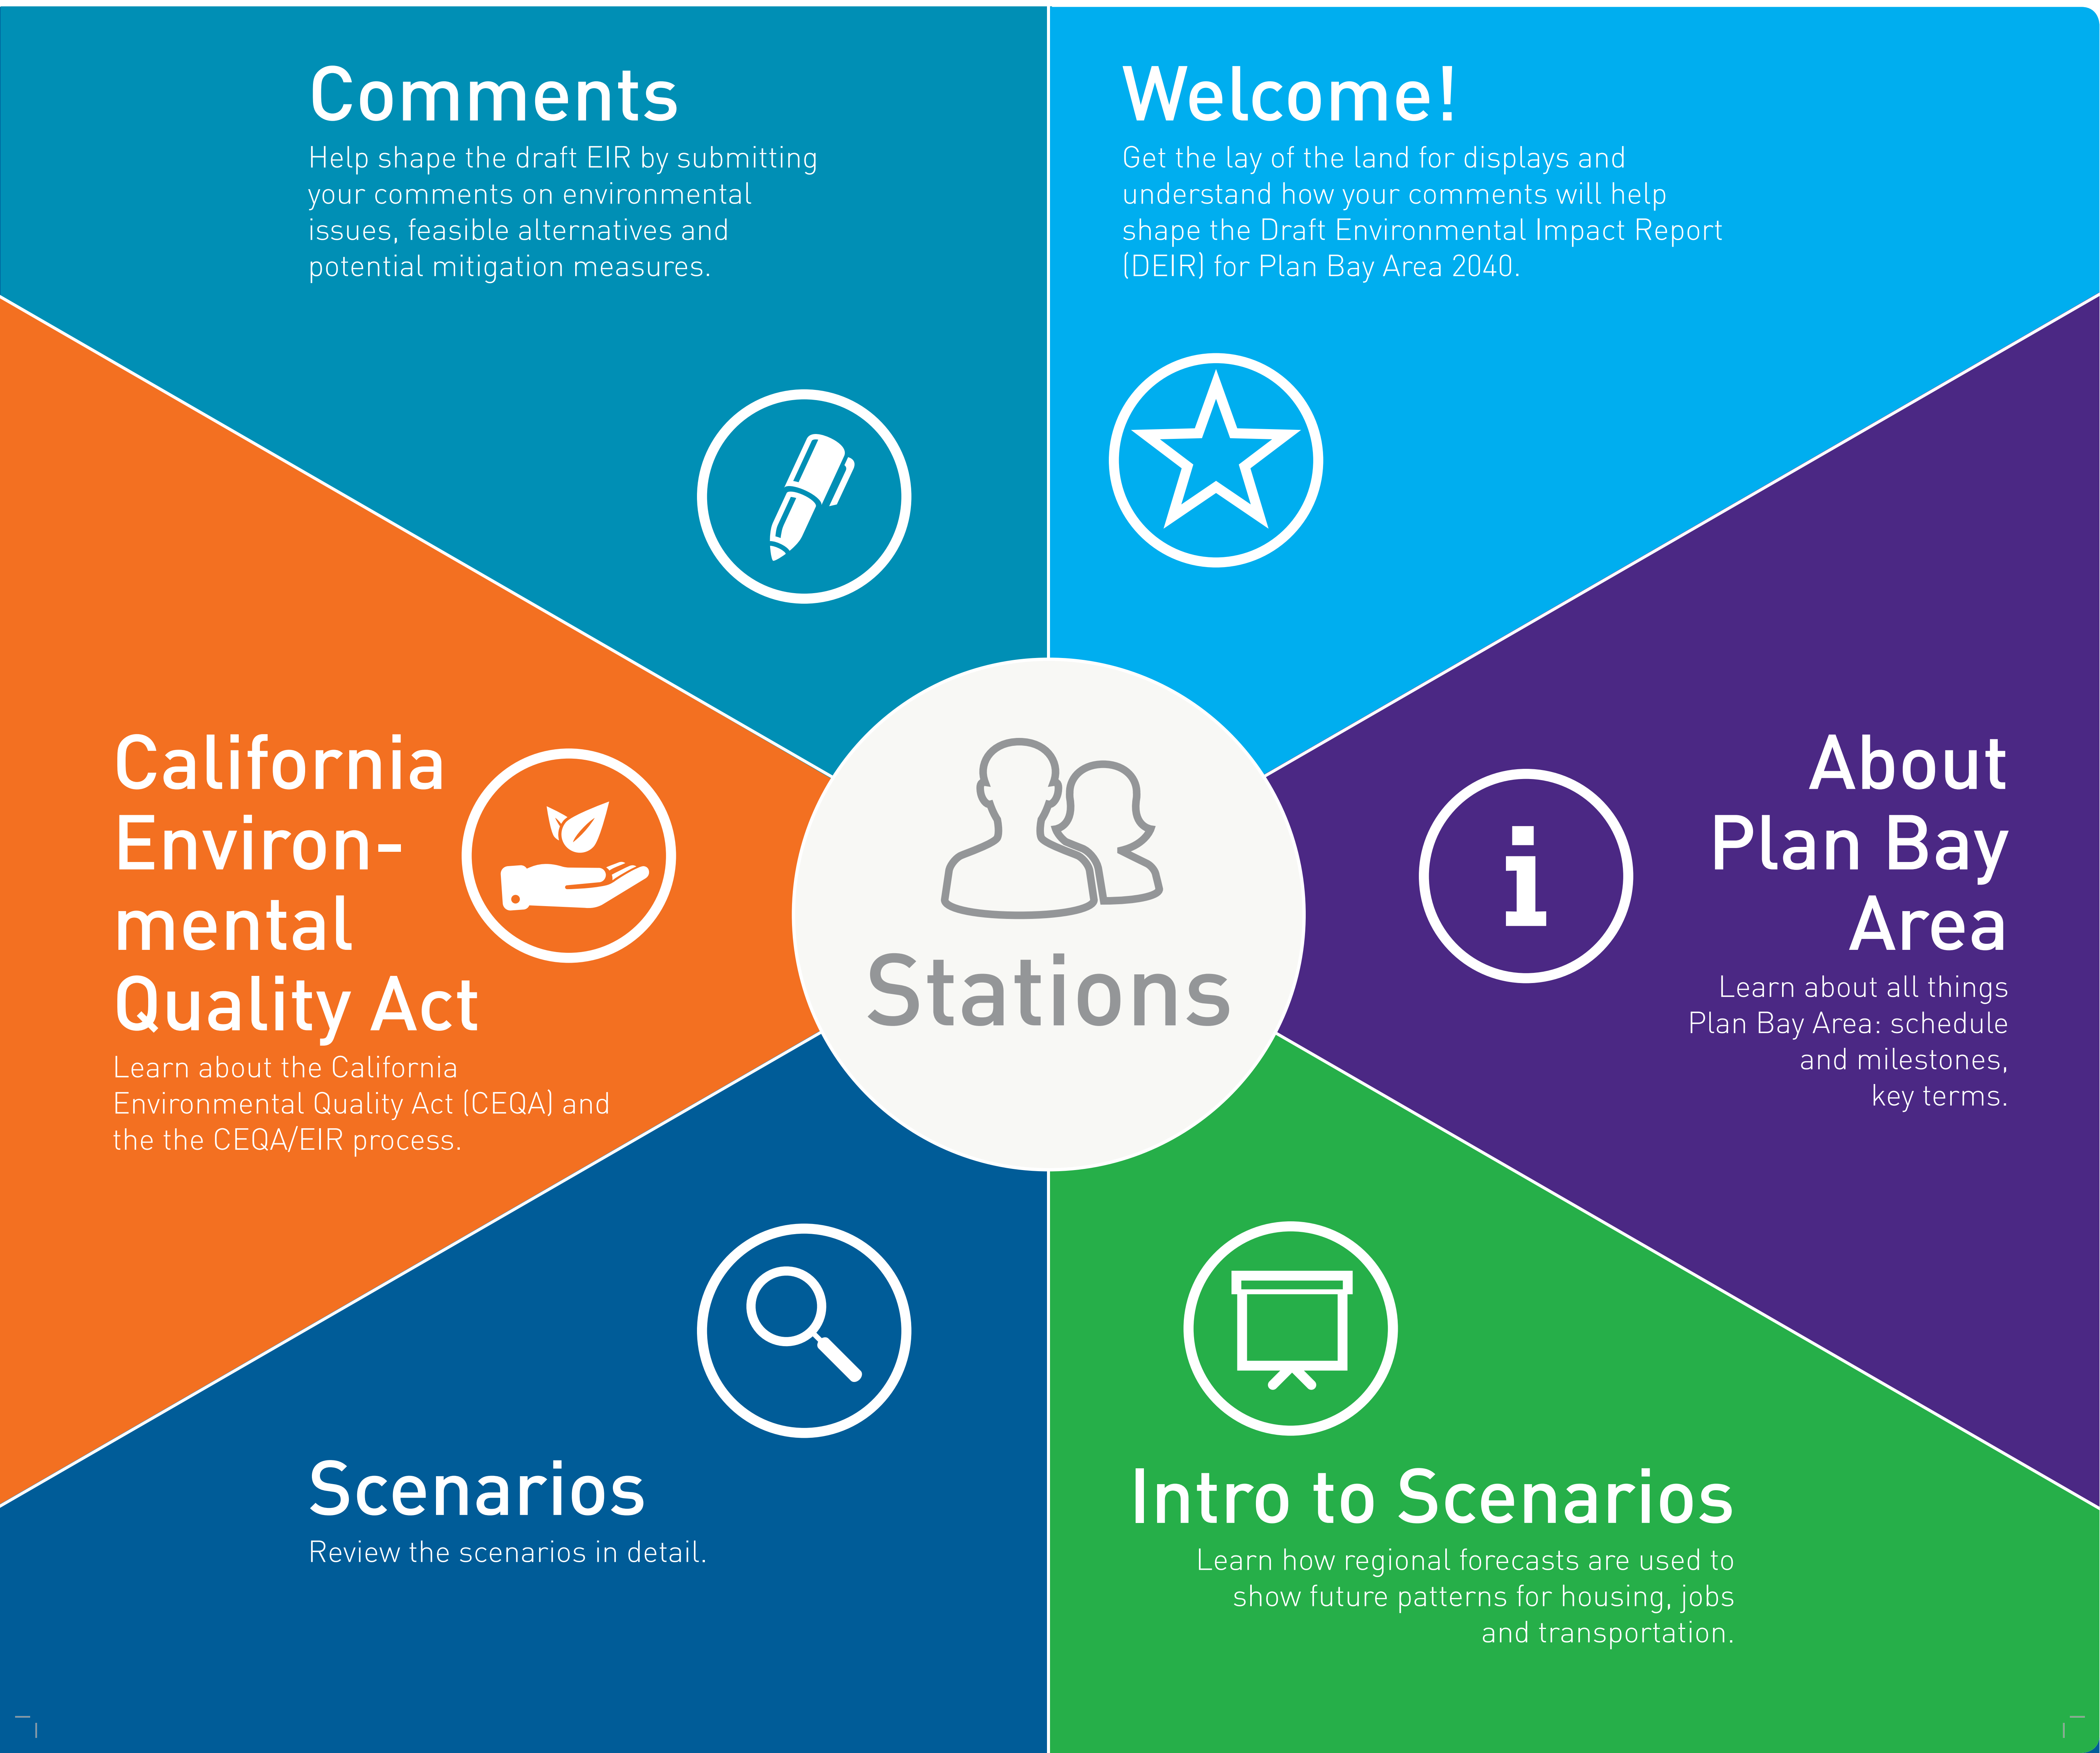 Comments
Help shape the draft EIR by submitting
your comments on environmental
issues, feasible alternatives and
potential mitigation measures.
Welcome!
Get the lay of the land for displays and
understand how your comments will help
shape the Draft Environmental Impact Report
(DEIR) for Plan Bay Area 2040.
California
Environ-
mental
Quality Act
Learn about the California
Environmental Quality Act (CEQA) and
the the CEQA/EIR process.
Stations
About
Plan Bay
Area
Learn about all things
Plan Bay Area: schedule
and milestones,
key terms.
Scenarios
Review the scenarios in detail.
Intro to Scenarios
Learn how regional forecasts are used to
show future patterns for housing, jobs
and transportation.